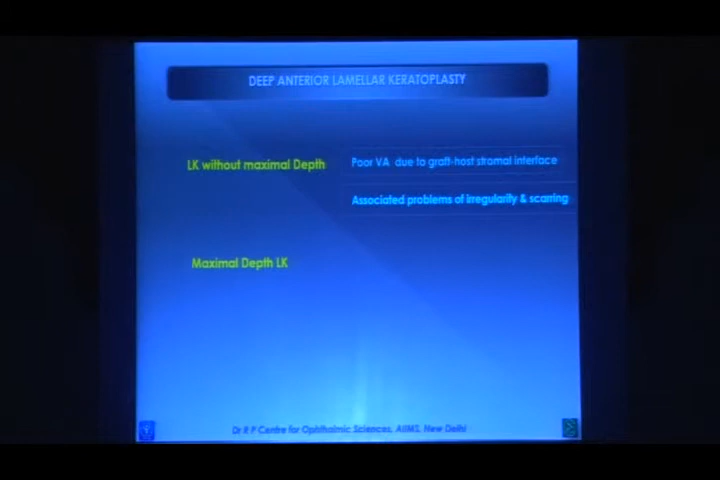 DEEP ANTERIOR LAMELLAR KERATOPLASTY
LK without maximal Depth
Poor VA due to graft-host stromal interface
Associated problems of irregularity & scarring
Maximal Depth LK
Dr R P Centre for Ophthalmic Sciences, AIIMS, New Delhi